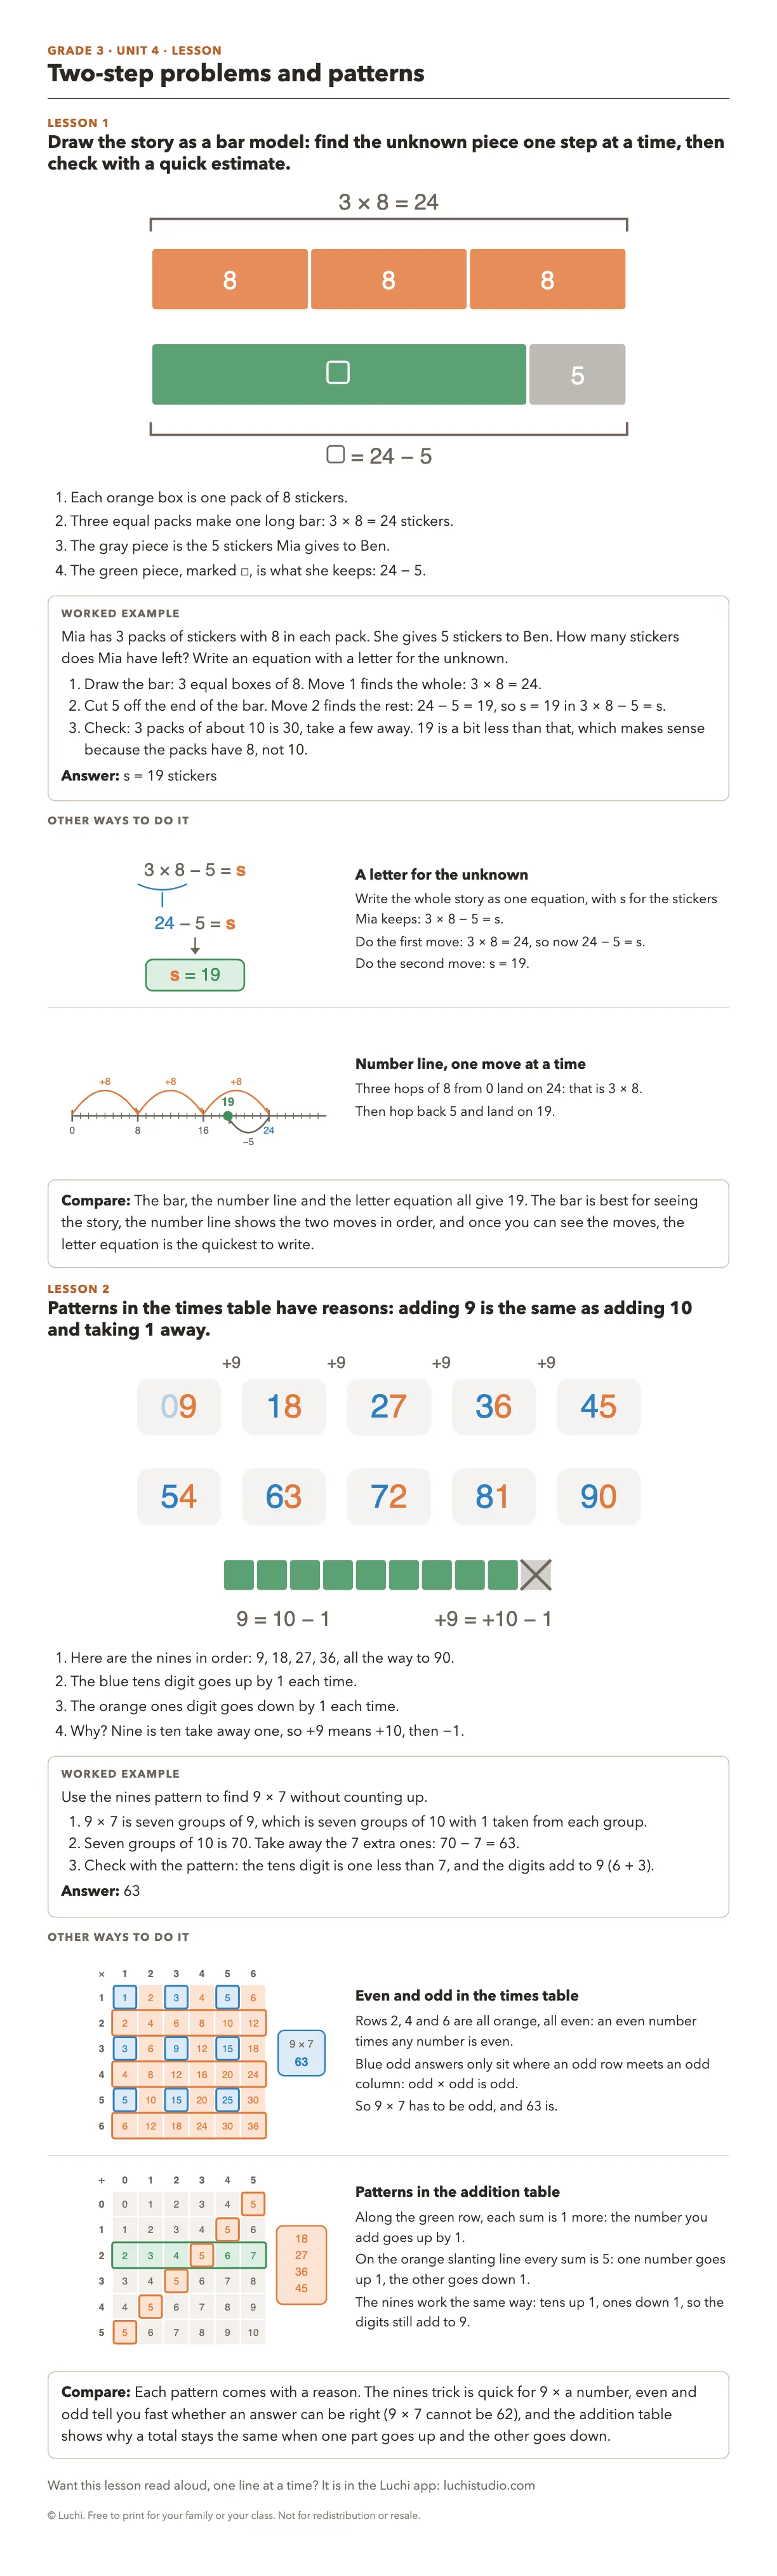 GRADE 3 · UNIT 4 · LESSON
Two-step problems and patterns
LESSON 1
Draw the story as a bar model: find the unknown piece one step at a time, then
check with a quick estimate.
3 × 8 = 24
8 8 8
□ 5
□ = 24 − 5
1. Each orange box is one pack of 8 stickers.
2. Three equal packs make one long bar: 3 × 8 = 24 stickers.
3. The gray piece is the 5 stickers Mia gives to Ben.
4. The green piece, marked □, is what she keeps: 24 − 5.
WORKED EXAMPLE
Mia has 3 packs of stickers with 8 in each pack. She gives 5 stickers to Ben. How many stickers
does Mia have left? Write an equation with a letter for the unknown.
1. Draw the bar: 3 equal boxes of 8. Move 1 finds the whole: 3 × 8 = 24.
2. Cut 5 off the end of the bar. Move 2 finds the rest: 24 − 5 = 19, so s = 19 in 3 × 8 − 5 = s.
3. Check: 3 packs of about 10 is 30, take a few away. 19 is a bit less than that, which makes sense
because the packs have 8, not 10.
Answer: s = 19 stickers
OTHER WAYS TO DO IT
3 × 8 − 5 = s
24 − 5 = s
s = 19
A letter for the unknown
Write the whole story as one equation, with s for the stickers
Mia keeps: 3 × 8 − 5 = s.
Do the first move: 3 × 8 = 24, so now 24 − 5 = s.
Do the second move: s = 19.
+8 +8 +8
19
0 8 16 24
−5
Number line, one move at a time
Three hops of 8 from 0 land on 24: that is 3 × 8.
Then hop back 5 and land on 19.
Compare: The bar, the number line and the letter equation all give 19. The bar is best for seeing
the story, the number line shows the two moves in order, and once you can see the moves, the
letter equation is the quickest to write.
LESSON 2
Patterns in the times table have reasons: adding 9 is the same as adding 10
and taking 1 away.
+9 +9 +9 +9
09 18 27 36 45
54 63 72 81 90
9 = 10 − 1 +9 = +10 − 1
1. Here are the nines in order: 9, 18, 27, 36, all the way to 90.
2. The blue tens digit goes up by 1 each time.
3. The orange ones digit goes down by 1 each time.
4. Why? Nine is ten take away one, so +9 means +10, then −1.
WORKED EXAMPLE
Use the nines pattern to find 9 × 7 without counting up.
1. 9 × 7 is seven groups of 9, which is seven groups of 10 with 1 taken from each group.
2. Seven groups of 10 is 70. Take away the 7 extra ones: 70 − 7 = 63.
3. Check with the pattern: the tens digit is one less than 7, and the digits add to 9 (6 + 3).
Answer: 63
OTHER WAYS TO DO IT
× 1 2 3 4 5 6
1 1 2 3 4 5 6
2 2 4 6 8 10 12
3 3 6 9 12 15 18
4 4 8 12 16 20 24
5 5 10 15 20 25 30
6 6 12 18 24 30 36
9 × 7
63
Even and odd in the times table
Rows 2, 4 and 6 are all orange, all even: an even number
times any number is even.
Blue odd answers only sit where an odd row meets an odd
column: odd × odd is odd.
So 9 × 7 has to be odd, and 63 is.
+ 0 1 2 3 4 5
0 0 1 2 3 4 5
1 1 2 3 4 5 6
2 2 3 4 5 6 7
3 3 4 5 6 7 8
4 4 5 6 7 8 9
5 5 6 7 8 9 10
18
27
36
45
Patterns in the addition table
Along the green row, each sum is 1 more: the number you
add goes up by 1.
On the orange slanting line every sum is 5: one number goes
up 1, the other goes down 1.
The nines work the same way: tens up 1, ones down 1, so the
digits still add to 9.
Compare: Each pattern comes with a reason. The nines trick is quick for 9 × a number, even and
odd tell you fast whether an answer can be right (9 × 7 cannot be 62), and the addition table
shows why a total stays the same when one part goes up and the other goes down.
Want this lesson read aloud, one line at a time? It is in the Luchi app: luchistudio.com
© Luchi. Free to print for your family or your class. Not for redistribution or resale.